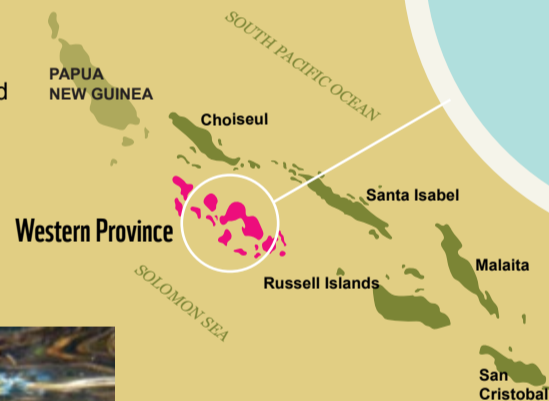 SOUTH PACIFIC OCEAN
PAPUA
NEW GUINEA
d
Choiseul
Santa Isabel
Western Province
Malaita
Russell Islands
SOLOMON SEA
San
Cristobal